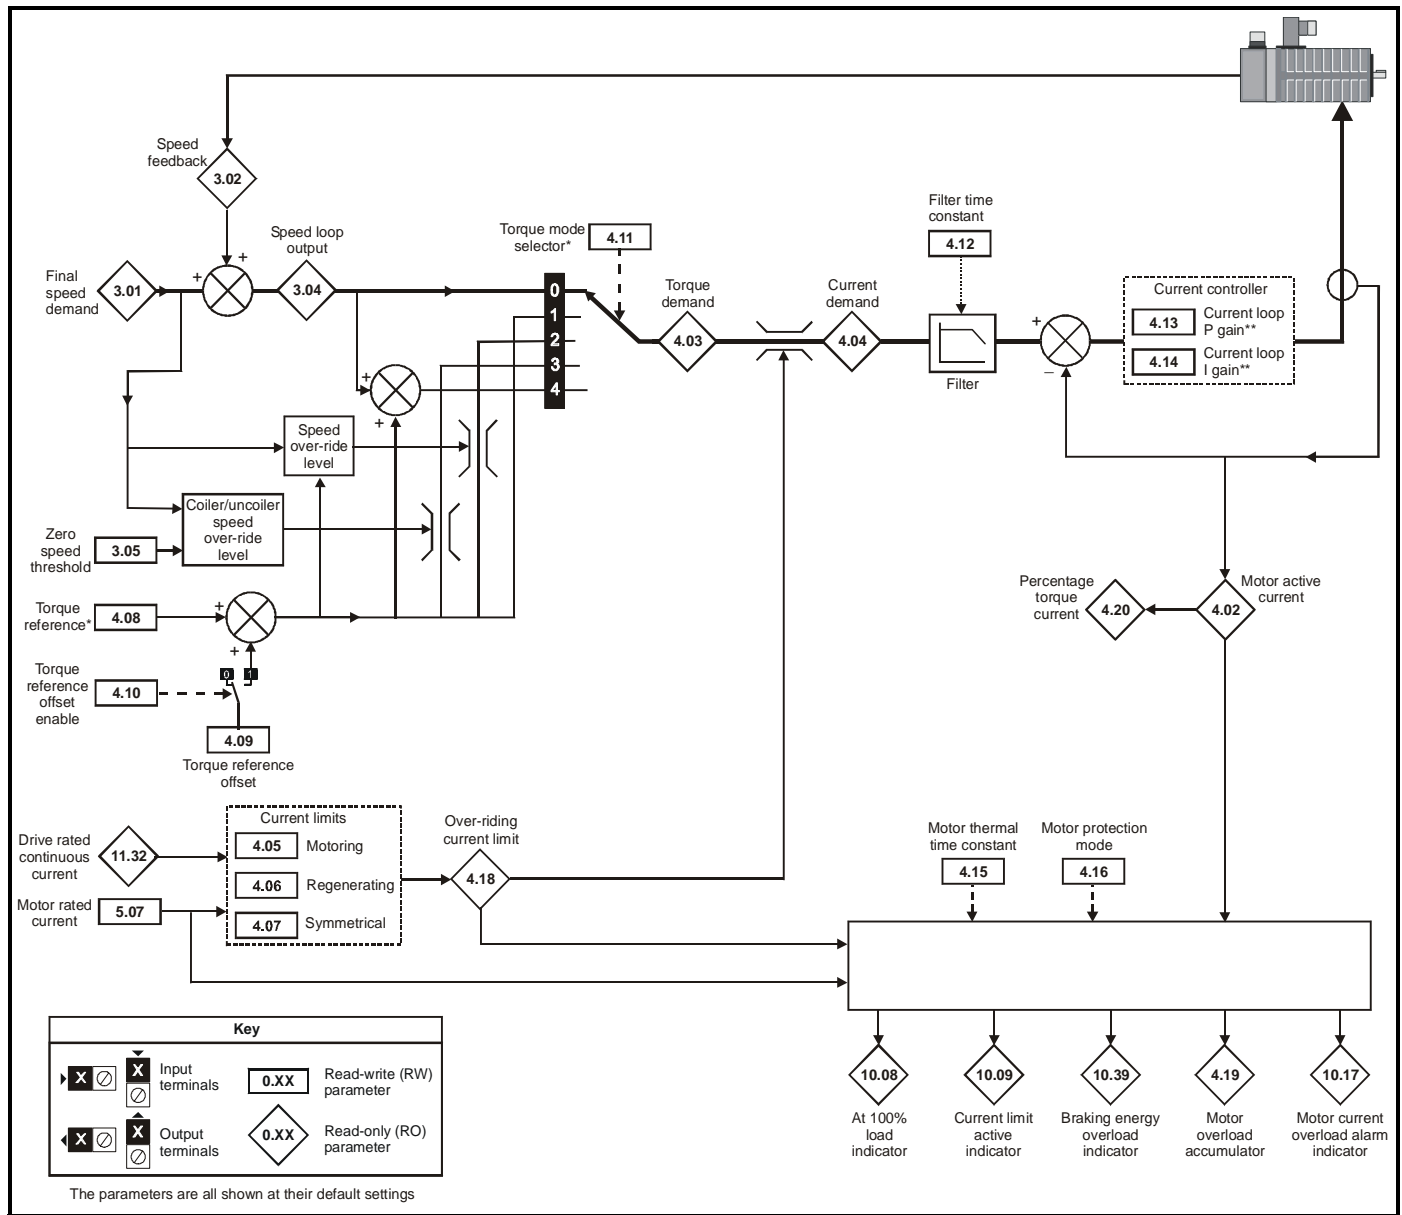 Speed
feedback
3.02
Final
speed
demand
3.01
+
+
Speed loop
output
3.04
Torque mode
selector*
4.11
0
1
2
3
4
Torque
demand
4.03
Current
demand
4.04
Filter time
constant
4.12
Filter
+
–
Current controller
4.13
Current loop
P gain**
4.14
Current loop
I gain**
+
+
Speed
over-ride
level
Coiler/uncoiler
speed
over-ride
level
Zero
speed
threshold
3.05
Torque
reference*
4.08
+
+
Torque
reference
offset
enable
4.10
0
1
4.09
Torque reference
offset
Percentage
torque
current
4.20
4.02
Motor active
current
Drive rated
continuous
current
11.32
Motor rated
current
5.07
Current limits
4.05 Motoring
4.06 Regenerating
4.07 Symmetrical
Over-riding
current limit
4.18
Motor thermal
time constant
4.15
Motor protection
mode
4.16
10.08
At 100%
load
indicator
10.09
Current limit
active
indicator
10.39
Braking energy
overload
indicator
4.19
Motor
overload
accumulator
10.17
Motor current
overload alarm
indicator
Key
X
X
Input
terminals
0.XX
Read-write (RW)
parameter
X
X
Output
terminals
0.XX
Read-only (RO)
parameter
The parameters are all shown at their default settings